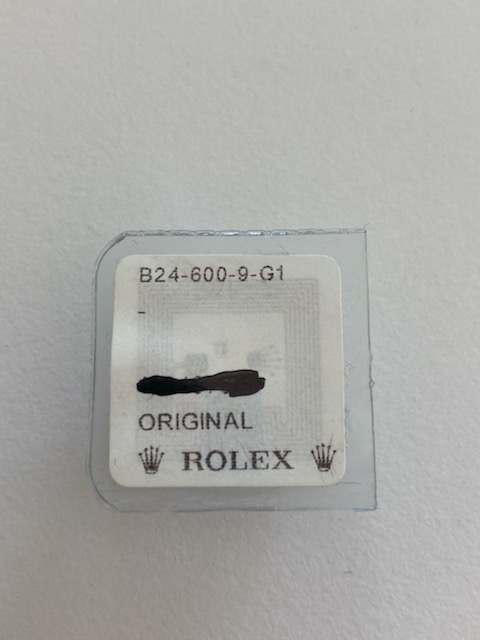 B24-600-9-G1
-
ORIGINAL
ROLEX